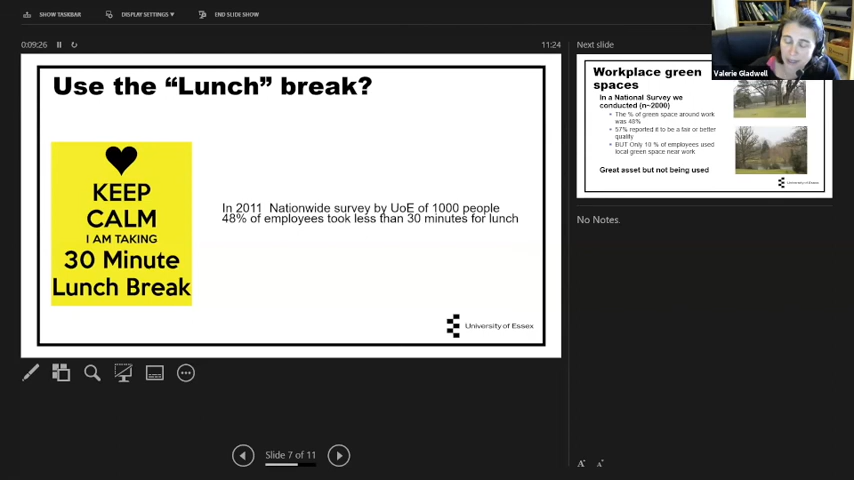 SHOW TASKBAR
DISPLAY SETTINGS ▼
END SLIDE SHOW
0:09:26
11:24
Use the “Lunch” break?
KEEP
CALM
I AM TAKING
30 Minute
Lunch Break
In 2011 Nationwide survey by UoE of 1000 people
48% of employees took less than 30 minutes for lunch
University of Essex
Slide 7 of 11
Next slide
Valerie Gladwell
Workplace green
spaces
In a National Survey we
conducted (n~2000)
The % of green space around work
was 48%
57% reported it to be a fair or better
quality
BUT Only 18 % of employees used
local green space near work
Great asset but not being used
University of Essex
No Notes.
A A